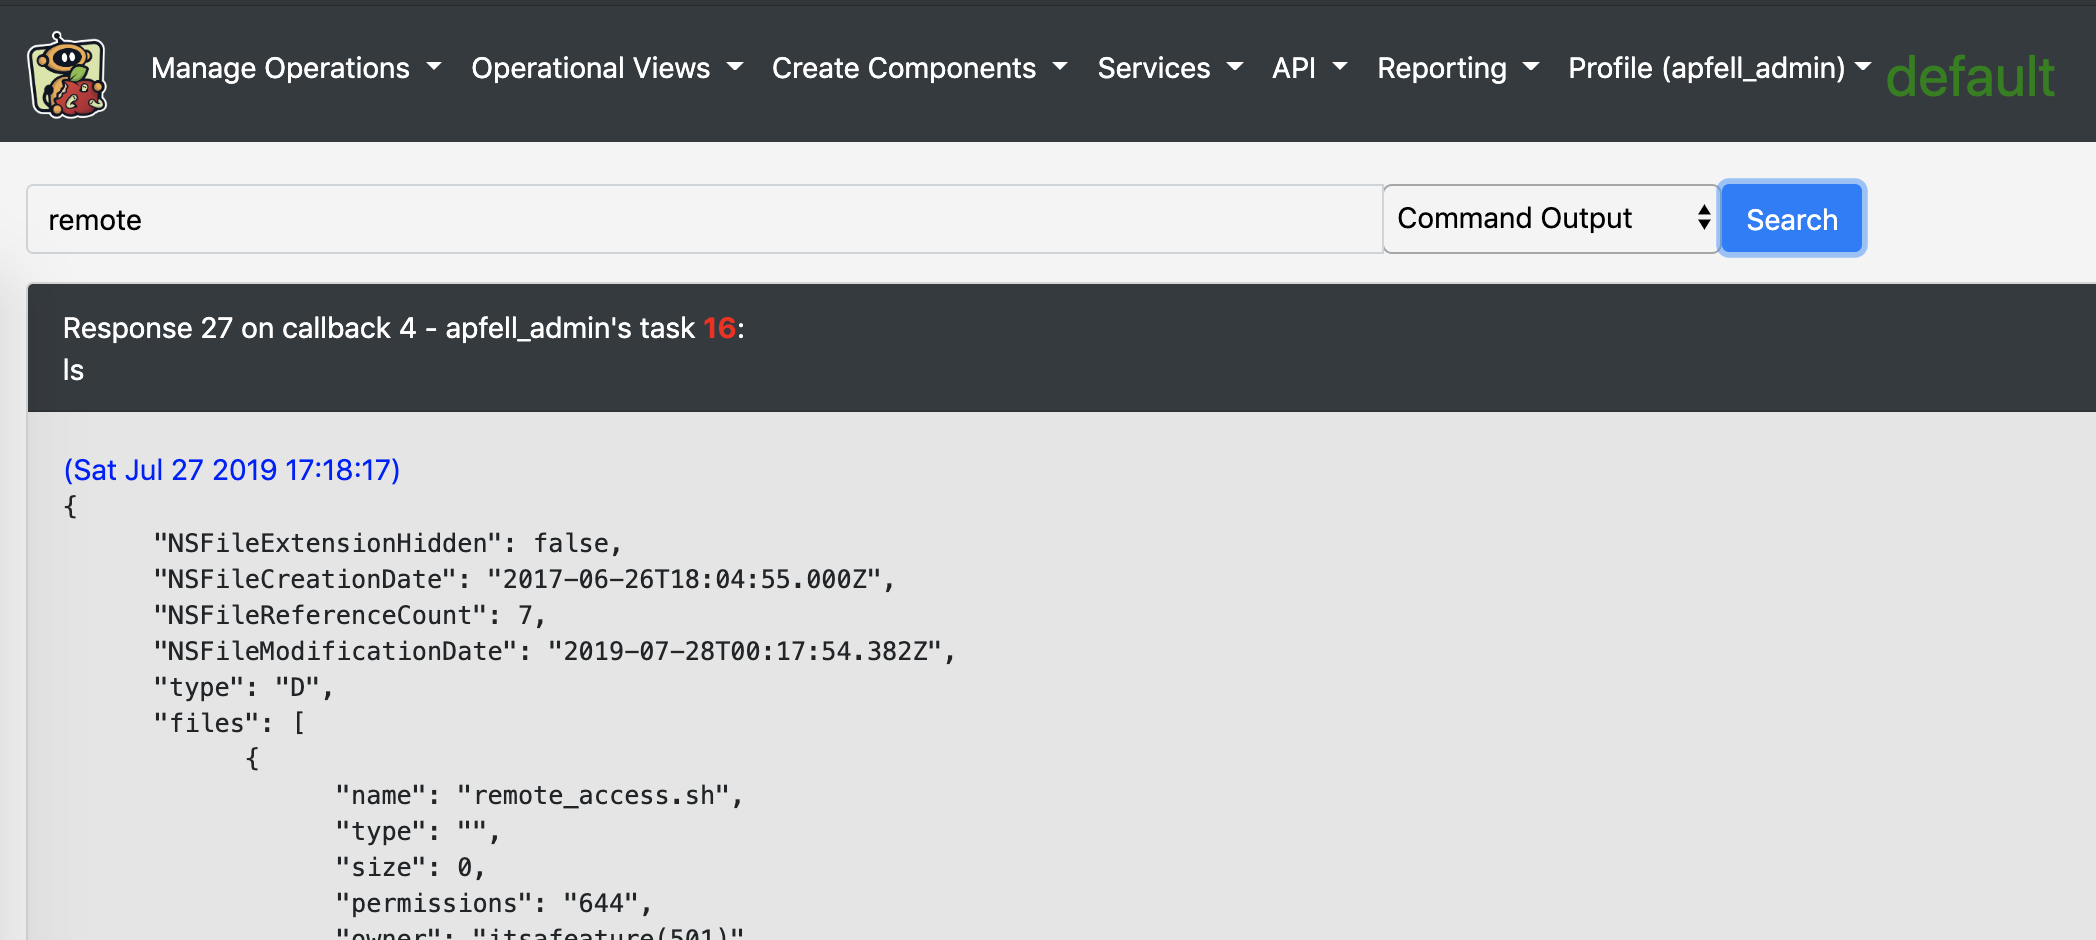 Manage Operations Operational Views Create Components Services API Reporting Profile (apfell_admin) default
remote Command Output Search
Response 27 on callback 4 - apfell_admin's task 16:
ls
(Sat Jul 27 2019 17:18:17)
{
"NSFileExtensionHidden": false,
"NSFileCreationDate": "2017-06-26T18:04:55.000Z",
"NSFileReferenceCount": 7,
"NSFileModificationDate": "2019-07-28T00:17:54.382Z",
"type": "D",
"files": [
{
"name": "remote_access.sh",
"type": "",
"size": 0,
"permissions": "644",
"owner": "itsafeature(501)"